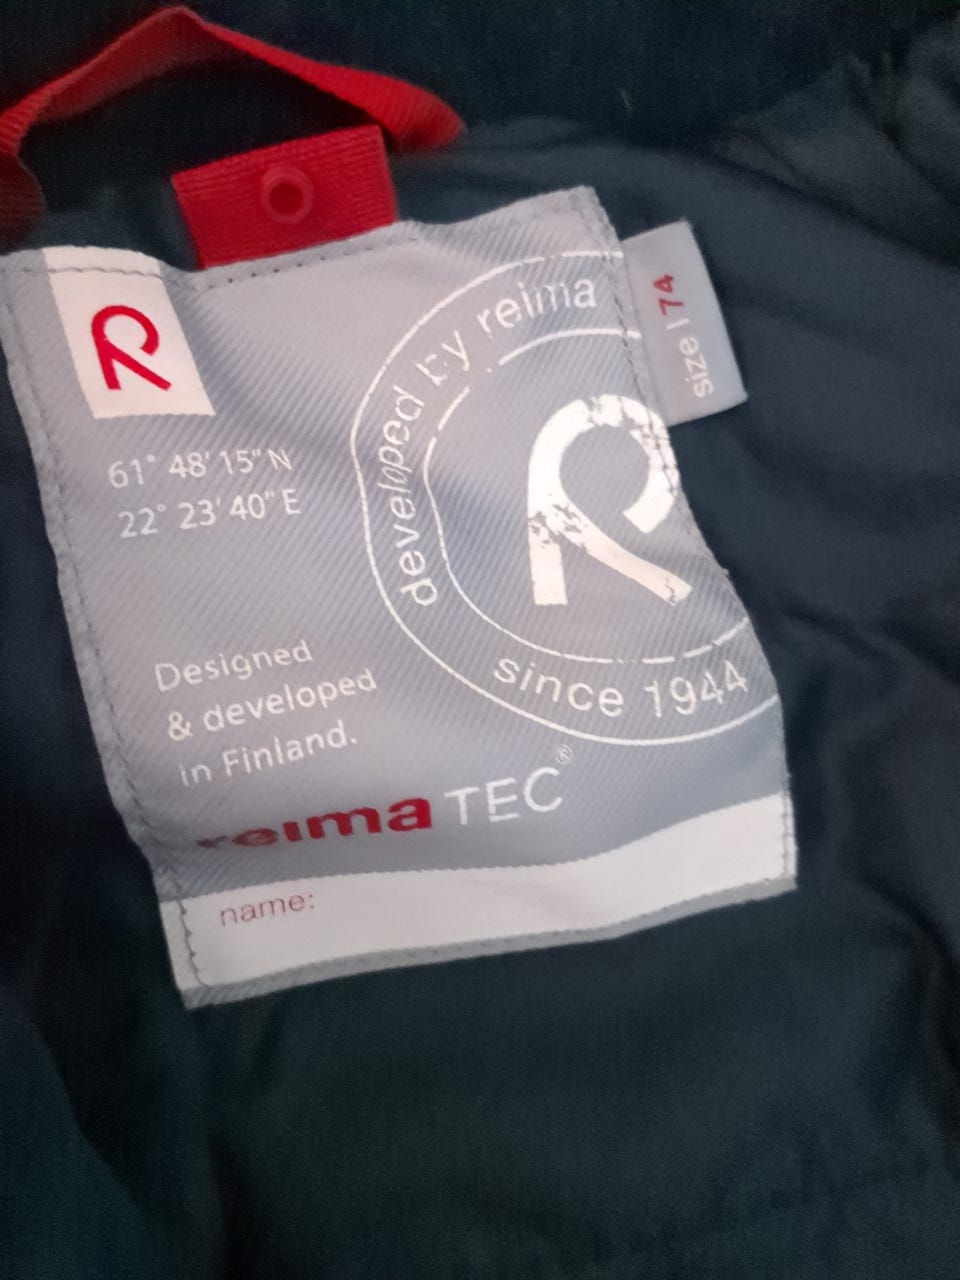 R
61° 48' 15" N
22° 23' 40" E
developed by reima
R
since 1944
size | 74
Designed
& developed
in Finland.
reima TEC®
name: